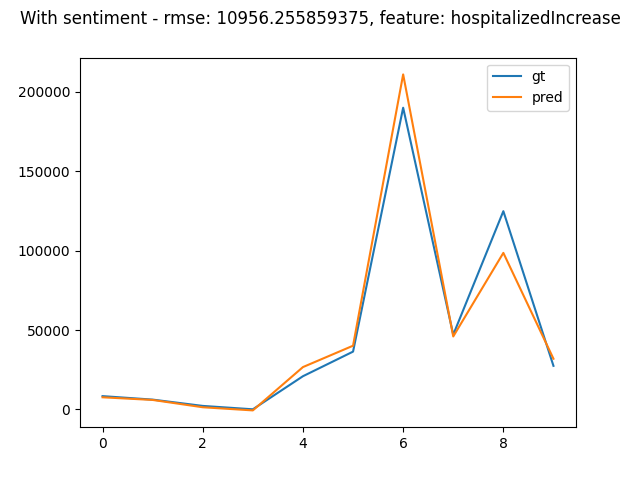 With sentiment - rmse: 10956.255859375, feature: hospitalizedIncrease
gt
pred
200000
150000
100000
50000
0
0 2 4 6 8